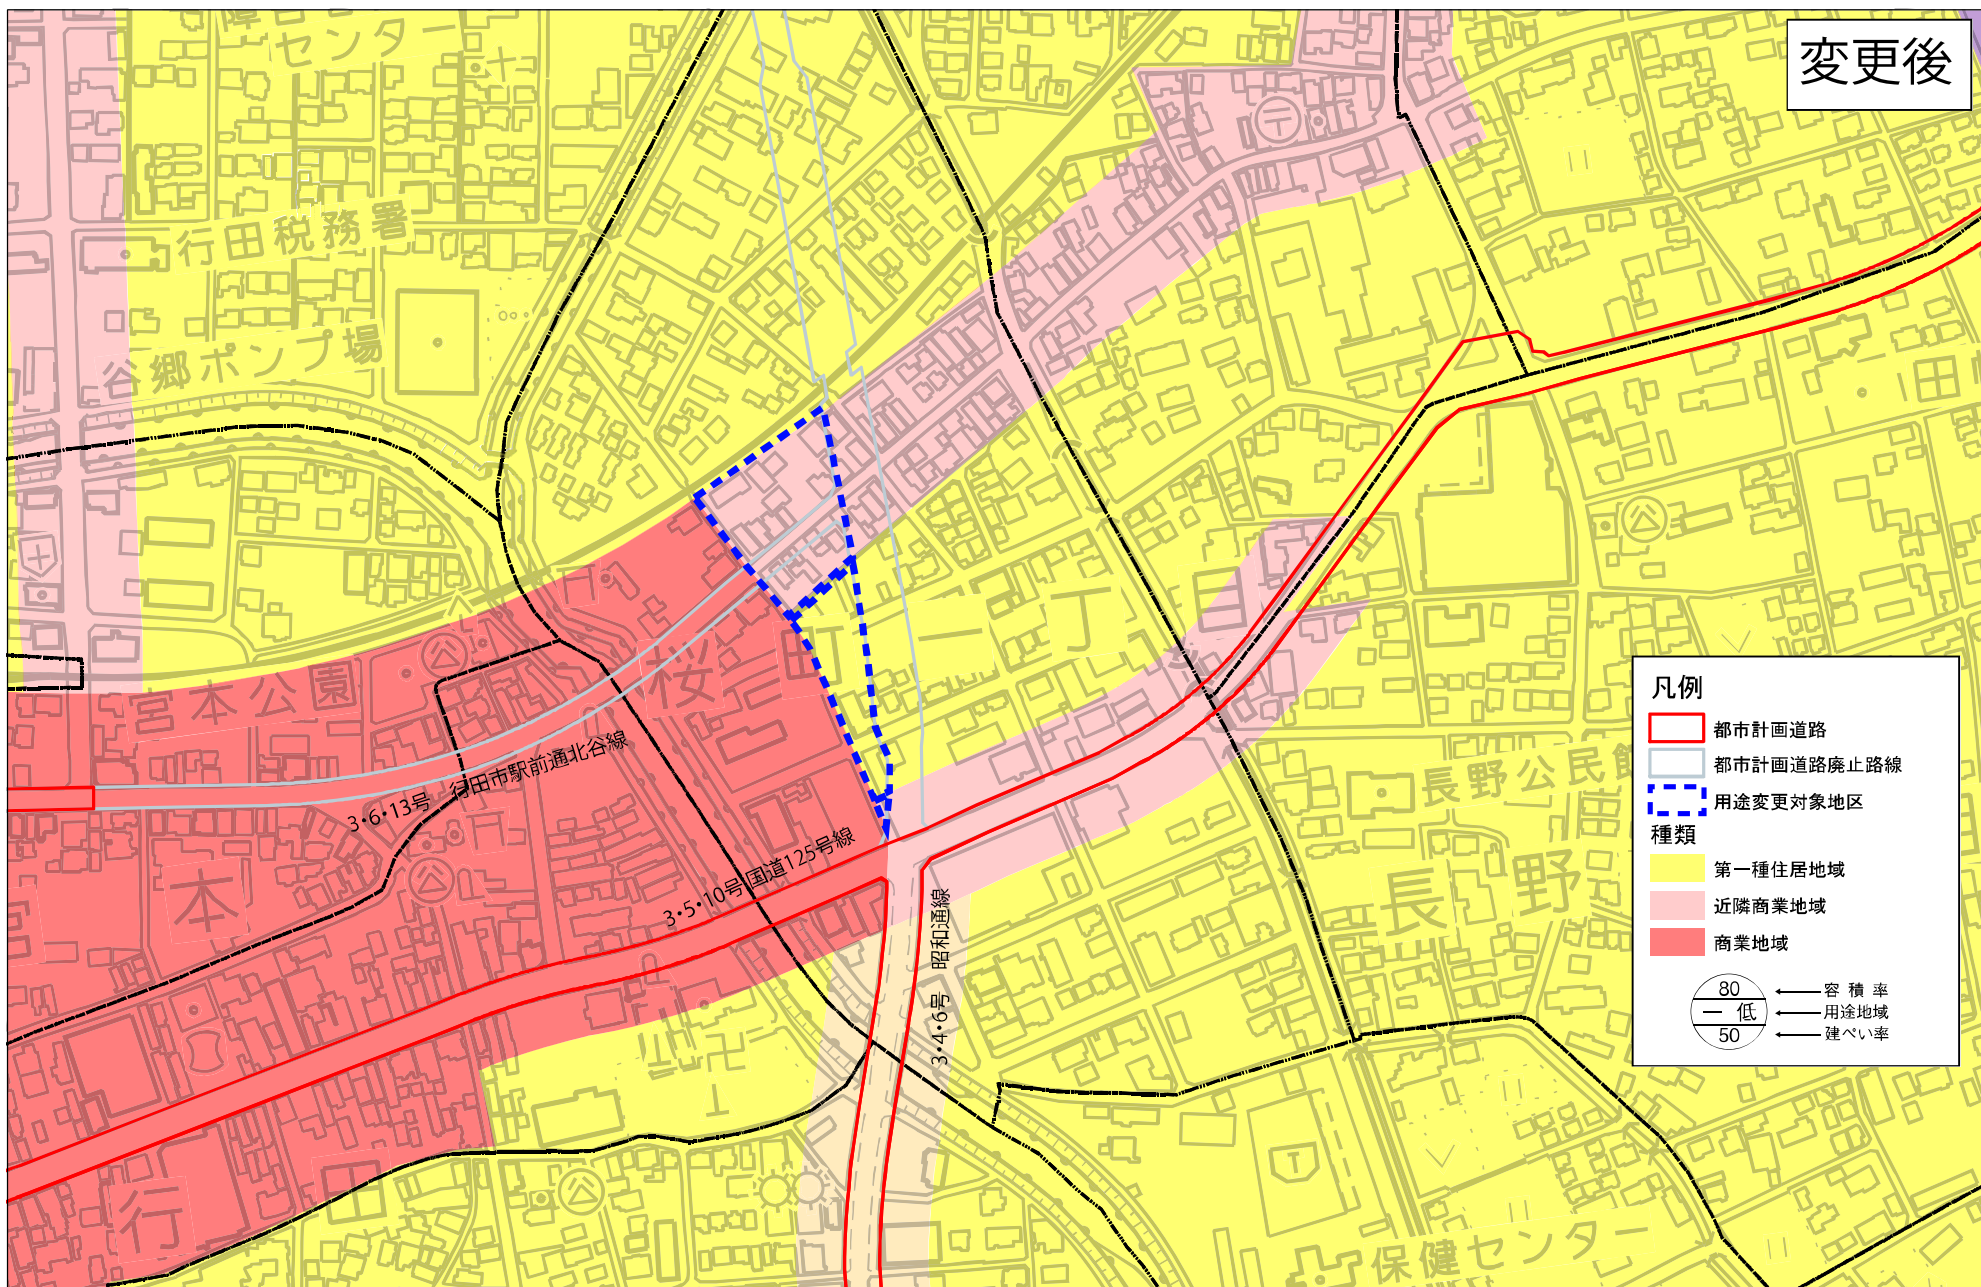 変更後
センター
行田税務署
谷郷ポンプ場
宮本公園
桜町一丁目
3・6・13号 行田市駅前通北谷線
3・5・10号 国道125号線
3・4・6号 昭和通線
本
行田
長野公民館
長野
保健センター
凡例
都市計画道路
都市計画道路廃止路線
用途変更対象地区
種類
第一種住居地域
近隣商業地域
商業地域
80 容積率
一低 用途地域
50 建ぺい率